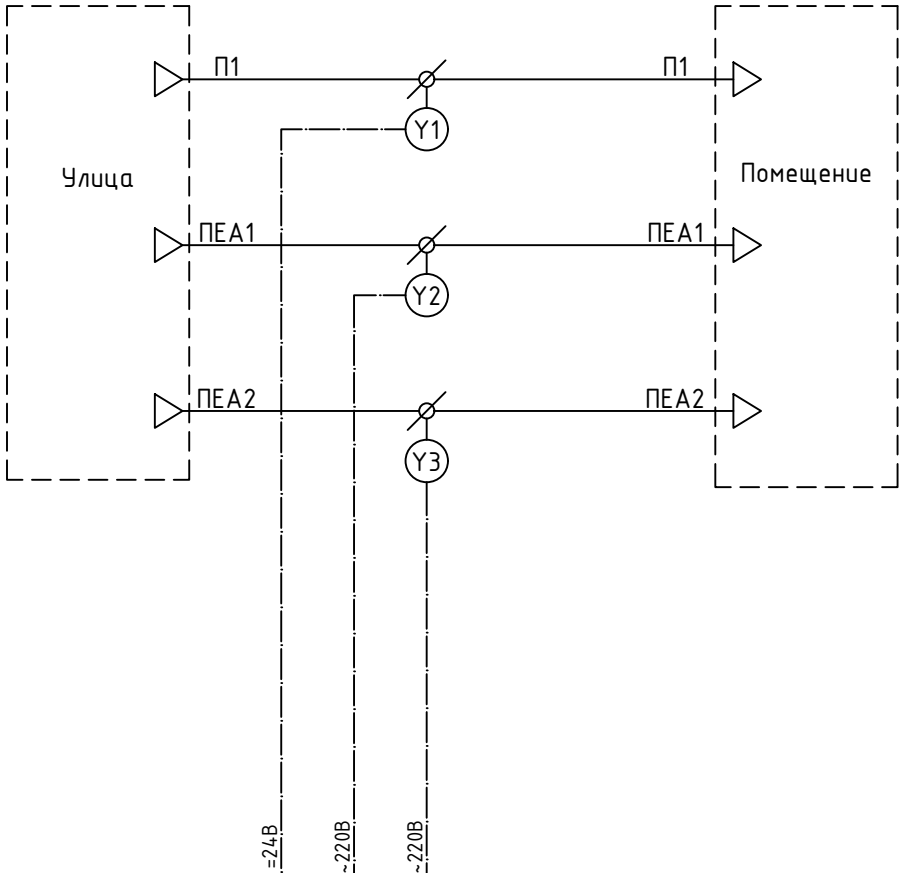 П1 П1
Y1
Улица
Помещение
ПЕА1 ПЕА1
Y2
ПЕА2 ПЕА2
Y3
=24В
~220В
~220В